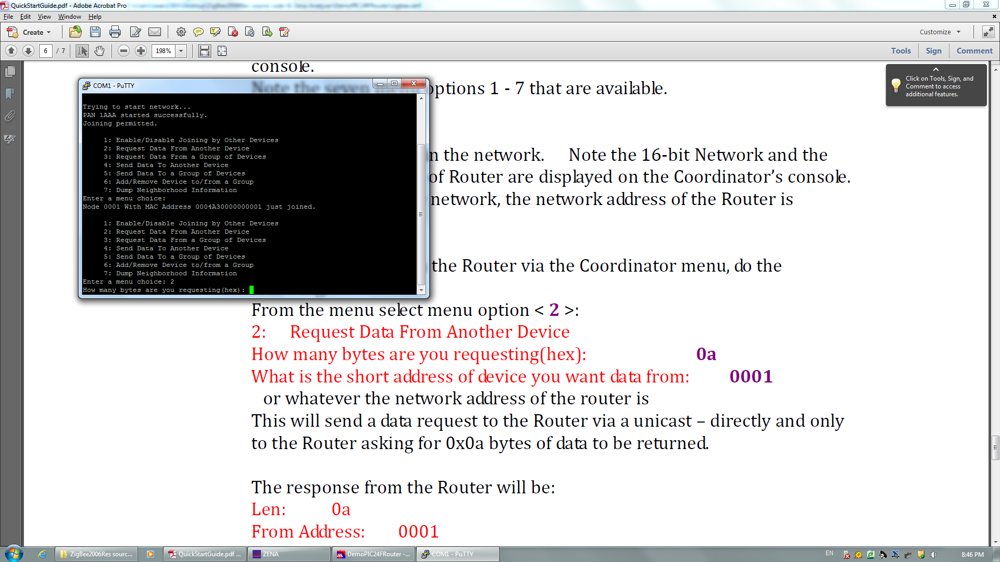 QuickStartGuide.pdf - Adobe Acrobat Pro
File Edit View Window Help
Create
Customize
6 / 7
198%
Tools Sign Comment
console.
Click on Tools, Sign, and
Comment to access
additional features.
COM1 - PuTTY
Note the seven menu options 1 - 7 that are available.
Trying to start network...
PAN 1AAA started successfully.
Joining permitted.
1: Enable/Disable Joining by Other Devices
2: Request Data From Another Device
3: Request Data From a Group of Devices
4: Send Data To Another Device
5: Send Data To a Group of Devices
6: Add/Remove Device to/from a Group
7: Dump Neighborhood Information
Enter a menu choice:
Node 0001 With MAC Address 0004A30000000001 just joined.
1: Enable/Disable Joining by Other Devices
2: Request Data From Another Device
3: Request Data From a Group of Devices
4: Send Data To Another Device
5: Send Data To a Group of Devices
6: Add/Remove Device to/from a Group
7: Dump Neighborhood Information
Enter a menu choice: 2
How many bytes are you requesting(hex):
n the network. Note the 16-bit Network and the
of Router are displayed on the Coordinator’s console.
network, the network address of the Router is
the Router via the Coordinator menu, do the
From the menu select menu option < 2 >:
2: Request Data From Another Device
How many bytes are you requesting(hex): 0a
What is the short address of device you want data from: 0001
or whatever the network address of the router is
This will send a data request to the Router via a unicast – directly and only
to the Router asking for 0x0a bytes of data to be returned.
The response from the Router will be:
Len: 0a
From Address: 0001
ZigBee2006Res sourc...
QuickStartGuide.pdf ...
ZENA
DemoPIC24FRouter -...
COM1 - PuTTY
EN
8:46 PM